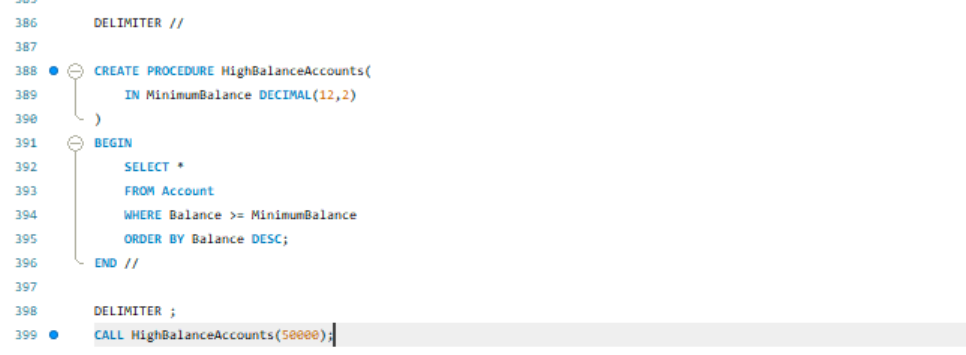 386 DELIMITER //
387
388 CREATE PROCEDURE HighBalanceAccounts(
389 IN MinimumBalance DECIMAL(12,2)
390 )
391 BEGIN
392 SELECT *
393 FROM Account
394 WHERE Balance >= MinimumBalance
395 ORDER BY Balance DESC;
396 END //
397
398 DELIMITER ;
399 CALL HighBalanceAccounts(50000);